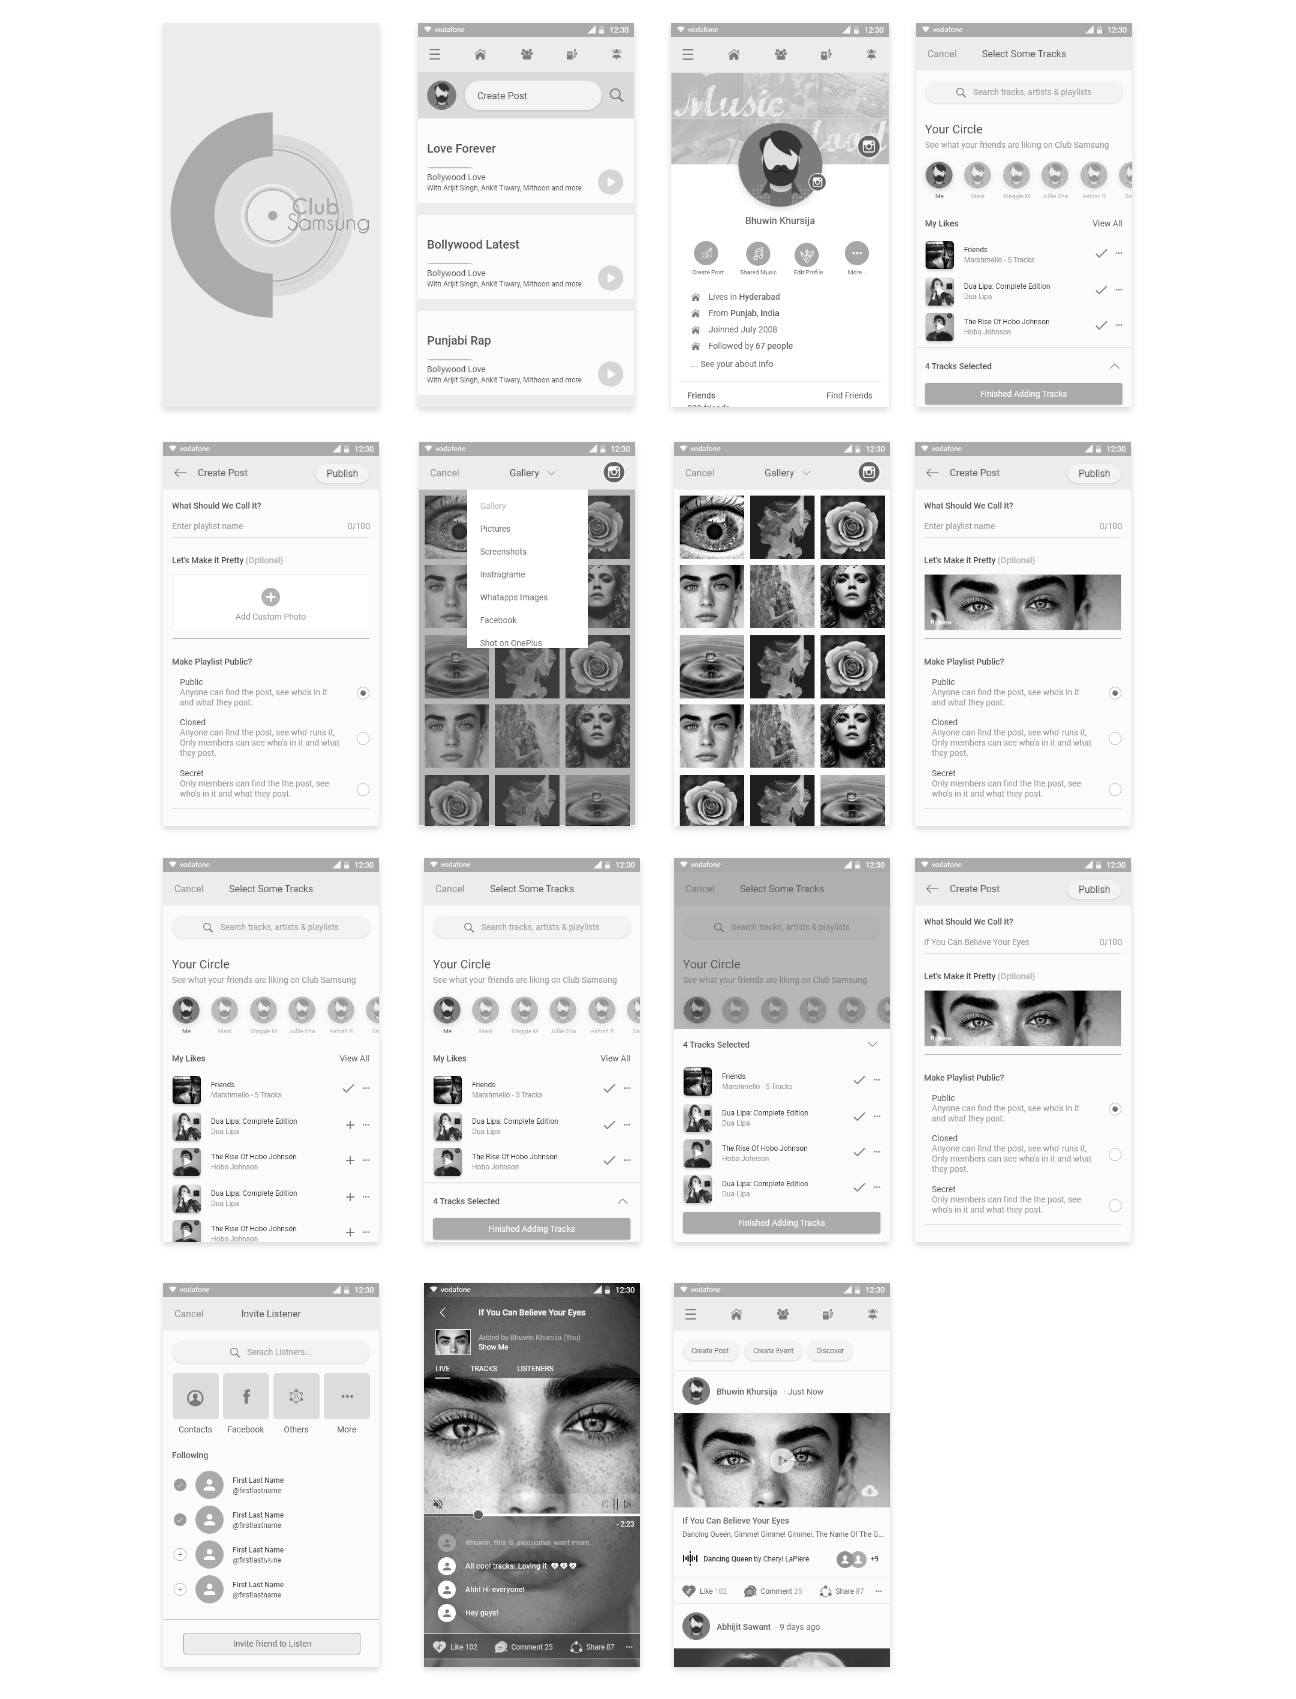 Club
Samsung
vodafone 12:30
Create Post
Love Forever
Bollywood Love
With Arijit Singh, Ankit Tiwary, Mithoon and more
Bollywood Latest
Bollywood Love
With Arijit Singh, Ankit Tiwary, Mithoon and more
Punjabi Rap
Bollywood Love
With Arijit Singh, Ankit Tiwary, Mithoon and more
vodafone 12:30
Music
Bhuwin Khursija
Create Post Shared Music Edit Profile More...
Lives in Hyderabad
From Punjab, India
Joinned July 2008
Followed by 67 people
... See your about info
Friends Find Friends
vodafone 12:30
Cancel Select Some Tracks
Search tracks, artists & playlists
Your Circle
See what your friends are liking on Club Samsung
Me Mark Maggie M Jullie Sha Aahish R Sa
My Likes View All
Friends
Marshmello - 5 Tracks
Dua Lipa: Complete Edition
Dua Lipa
The Rise Of Hobo Johnson
Hobo Johnson
4 Tracks Selected
Finished Adding Tracks
vodafone 12:30
Create Post Publish
What Should We Call It?
Enter playlist name 0/100
Let's Make it Pretty (Optional)
Add Custom Photo
Make Playlist Public?
Public
Anyone can find the post, see who's in it
and what they post.
Closed
Anyone can find the post, see who' runs it,
Only members can see who's in it and what
they post.
Secret
Only members can find the the post, see
who's in it and what they post.
vodafone 12:30
Cancel Gallery
Gallery
Pictures
Screenshots
Instragrame
Whatapps Images
Facebook
Shot on OnePlus
vodafone 12:30
Cancel Gallery
vodafone 12:30
Create Post Publish
What Should We Call It?
Enter playlist name 0/100
Let's Make it Pretty (Optional)
Preview
Make Playlist Public?
Public
Anyone can find the post, see who's in it
and what they post.
Closed
Anyone can find the post, see who' runs it,
Only members can see who's in it and what
they post.
Secret
Only members can find the the post, see
who's in it and what they post.
vodafone 12:30
Cancel Select Some Tracks
Search tracks, artists & playlists
Your Circle
See what your friends are liking on Club Samsung
Me Mark Maggie M Jullie Sha Aahish R Sa
My Likes View All
Friends
Marshmello - 5 Tracks
Dua Lipa: Complete Edition
Dua Lipa
The Rise Of Hobo Johnson
Hobo Johnson
Dua Lipa: Complete Edition
Dua Lipa
The Rise Of Hobo Johnson
Hobo Johnson
vodafone 12:30
Cancel Select Some Tracks
Search tracks, artists & playlists
Your Circle
See what your friends are liking on Club Samsung
Me Mark Maggie M Jullie Sha Aahish R Sa
My Likes View All
Friends
Marshmello - 5 Tracks
Dua Lipa: Complete Edition
Dua Lipa
The Rise Of Hobo Johnson
Hobo Johnson
4 Tracks Selected
Finished Adding Tracks
vodafone 12:30
Cancel Select Some Tracks
Search tracks, artists & playlists
Your Circle
See what your friends are liking on Club Samsung
4 Tracks Selected
Friends
Marshmello - 5 Tracks
Dua Lipa: Complete Edition
Dua Lipa
The Rise Of Hobo Johnson
Hobo Johnson
Dua Lipa: Complete Edition
Dua Lipa
Finished Adding Tracks
vodafone 12:30
Create Post Publish
What Should We Call It?
If You Can Believe Your Eyes 0/100
Let's Make it Pretty (Optional)
Preview
Make Playlist Public?
Public
Anyone can find the post, see who's in it
and what they post.
Closed
Anyone can find the post, see who' runs it,
Only members can see who's in it and what
they post.
Secret
Only members can find the the post, see
who's in it and what they post.
vodafone 12:30
Cancel Invite Listener
Serach Listners...
Contacts Facebook Others More
Following
First Last Name
@firstlastname
First Last Name
@firstlastname
First Last Name
@firstlastname
First Last Name
@firstlastname
Invite friend to Listen
vodafone 12:30
If You Can Believe Your Eyes
Added by Bhuwin Khursija (You)
Show Me
LIVE TRACKS LISTENERS
- 2:23
Bhuwin, this is awesome! want more..
All cool tracks! Loving it
Ahh! Hi everyone!
Hey guys!
Like 102 Comment 25 Share 87
vodafone 12:30
Create Post Create Event Discover
Bhuwin Khursija · Just Now
If You Can Believe Your Eyes
Dancing Queen, Gimme! Gimme! Gimme!, The Name Of The G...
Dancing Queen by Cheryl LaPiere +9
Like 102 Comment 25 Share 87
Abhijit Sawant · 9 days ago